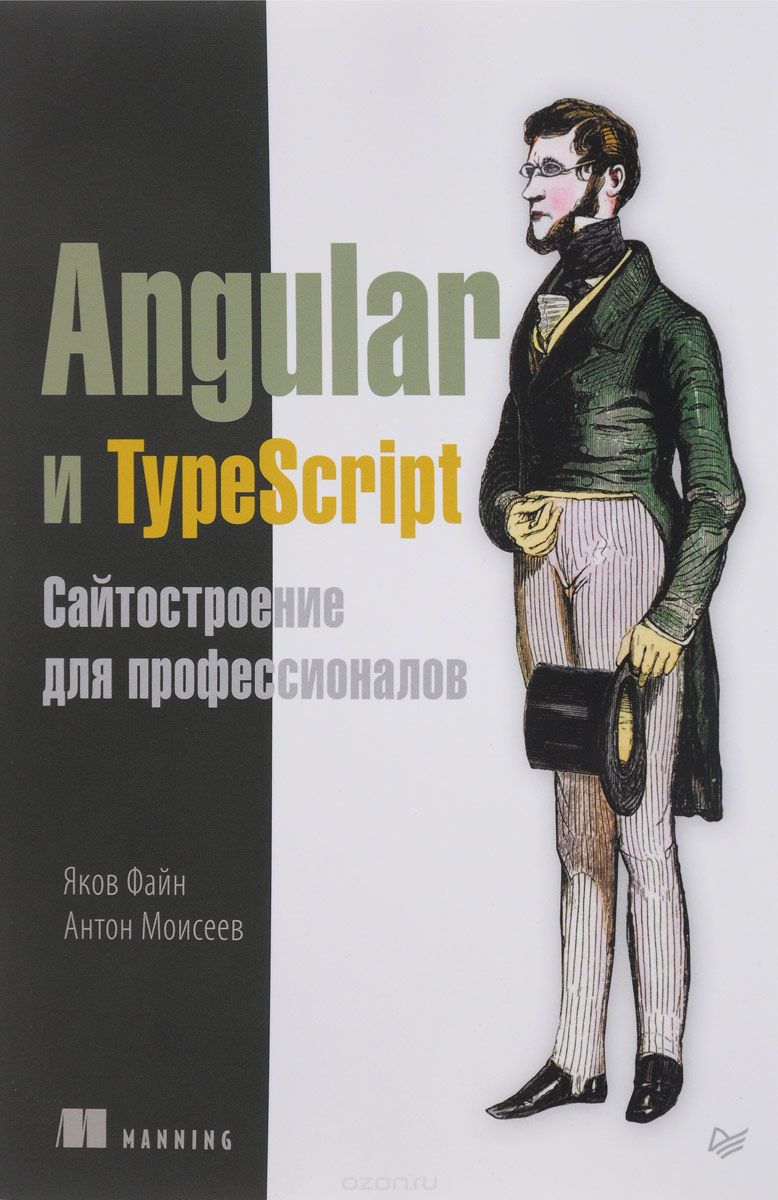 Angular
и TypeScript
Сайтостроение
для профессионалов
Яков Файн
Антон Моисеев
MANNING
ozon.ru